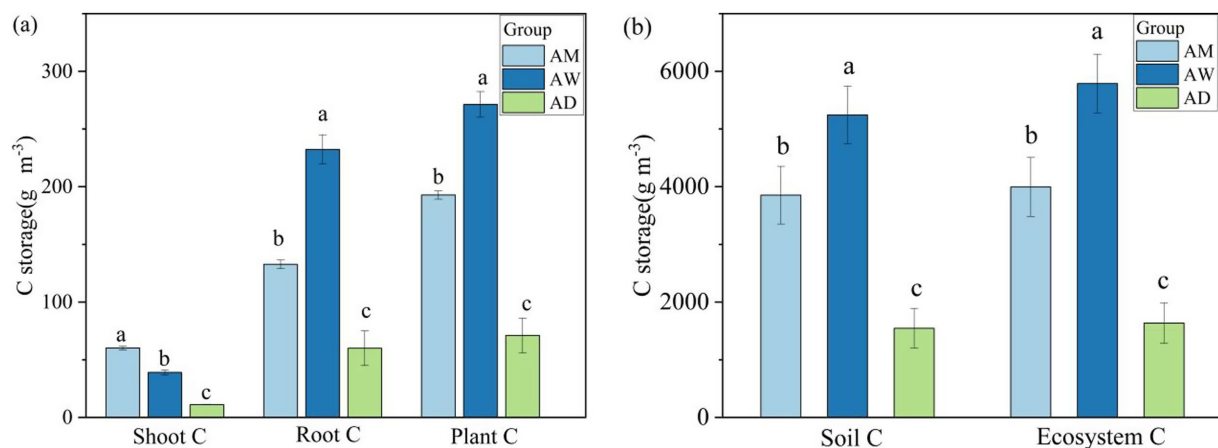 (a)
Group
AM
AW
AD
300
200
100
0
C storage(g m-3)
a
b
c
b
a
c
b
a
c
Shoot C
Root C
Plant C
(b)
Group
AM
AW
AD
6000
4000
2000
0
C storage(g m-3)
b
a
c
b
a
c
Soil C
Ecosystem C